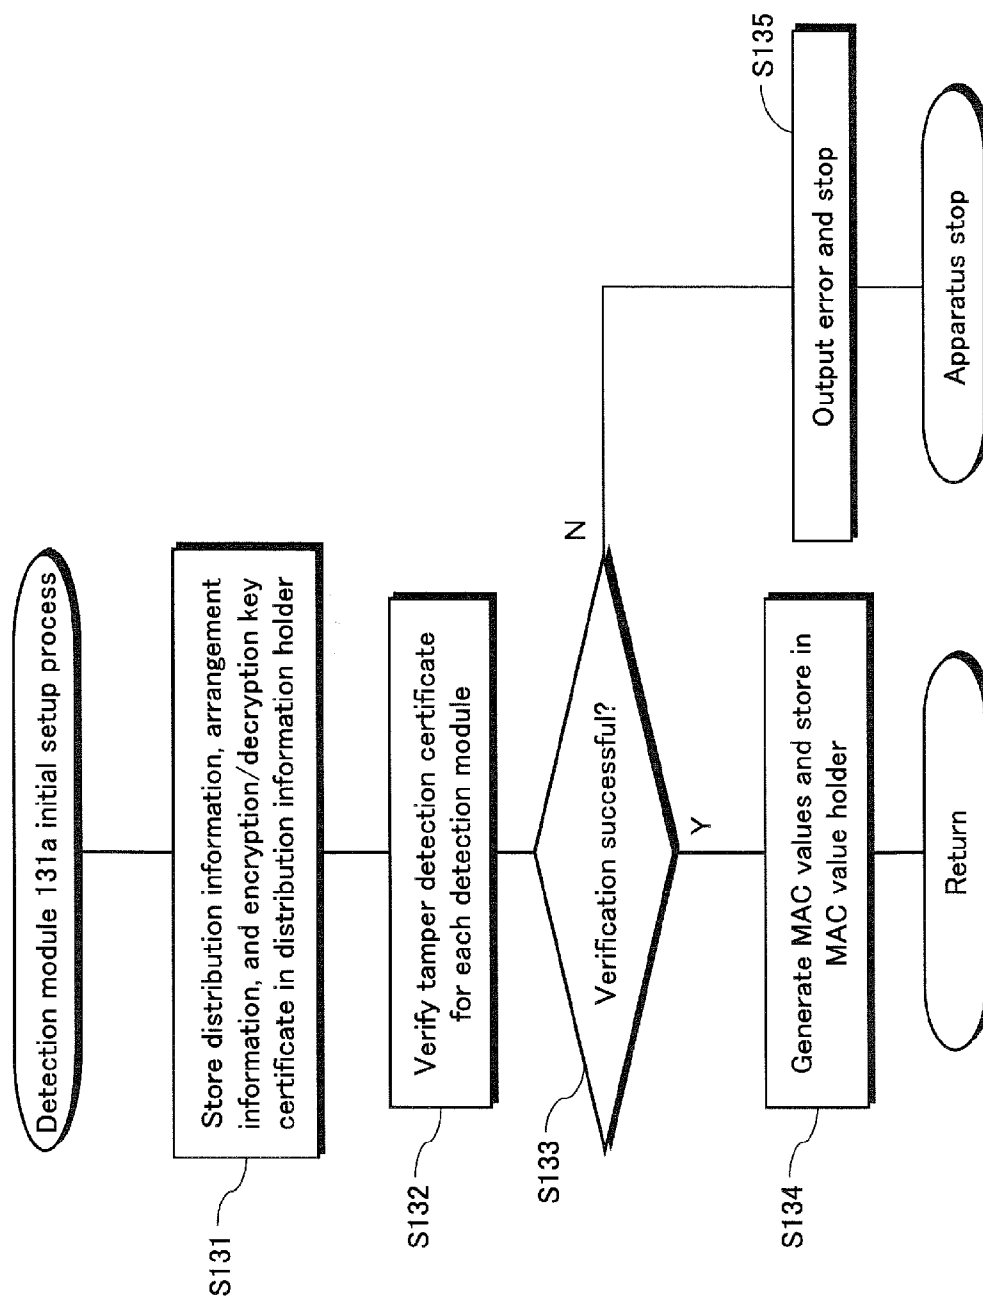 Detection module 131a initial setup process
S131
Store distribution information, arrangement
information, and encryption/decryption key
certificate in distribution information holder
S132
Verify tamper detection certificate
for each detection module
S133
Verification successful?
N
Y
S134
Generate MAC values and store in
MAC value holder
S135
Output error and stop
Return
Apparatus stop